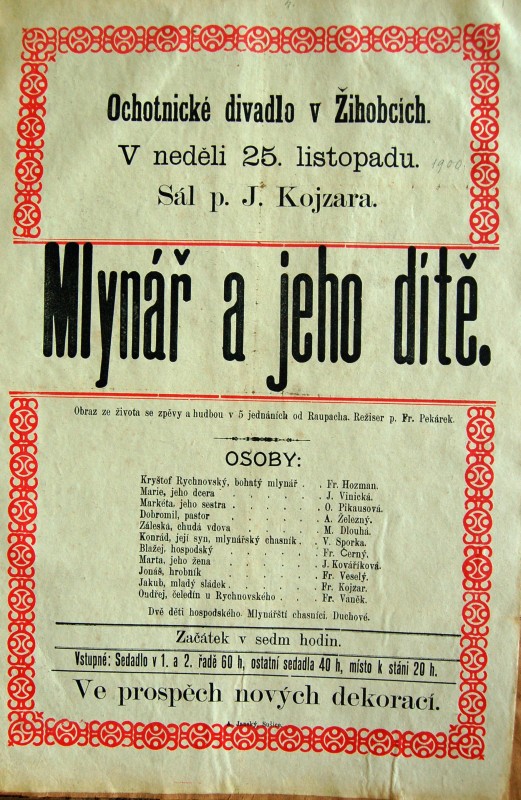 Ochotnické divadlo v Žihobcích.
V neděli 25. listopadu. 1900
Sál p. J. Kojzara.
Mlynář a jeho dítě.
Obraz ze života se zpěvy a hudbou v 5 jednáních od Raupacha. Režiser p. Fr. Pekárek.
OSOBY:
Kryštof Rychnovský, bohatý mlynář . . Fr. Hozman.
Marie, jeho dcera . . . . . . J. Vinická.
Markéta, jeho sestra . . . . . O. Pikausová.
Dobromil, pastor . . . . . . A. Železný.
Záleská, chudá vdova . . . . . M. Dlouhá.
Konrád, její syn, mlynářský chasník . . V. Sporka.
Blažej, hospodský . . . . . . Fr. Černý.
Marta, jeho žena . . . . . . J. Kováříková.
Jonáš, hrobník . . . . . . Fr. Veselý.
Jakub, mladý sládek . . . . . . Fr. Kojzar.
Ondřej, čeledín u Rychnovského . . . Fr. Vaněk.
Dvě děti hospodského. Mlynářští chasníci. Duchové.
Začátek v sedm hodin.
Vstupné: Sedadlo v 1. a 2. řadě 60 h, ostatní sedadla 40 h, místo k stání 20 h.
Ve prospěch nových dekorací.
A. Janský, Sušice.